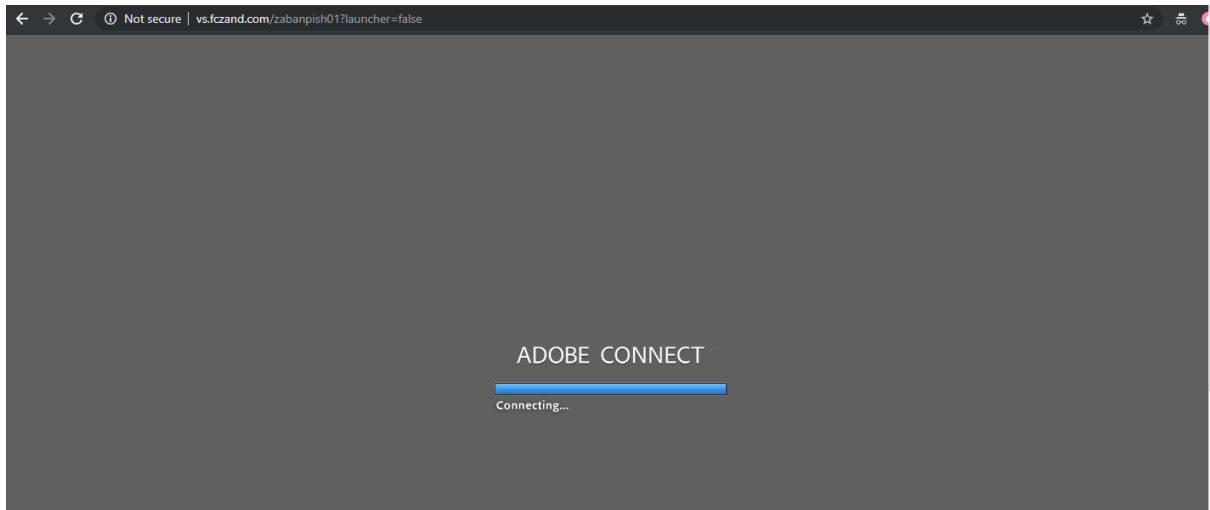 Not secure | vs.fczand.com/zabanpish01?launcher=false
ADOBE CONNECT
Connecting...